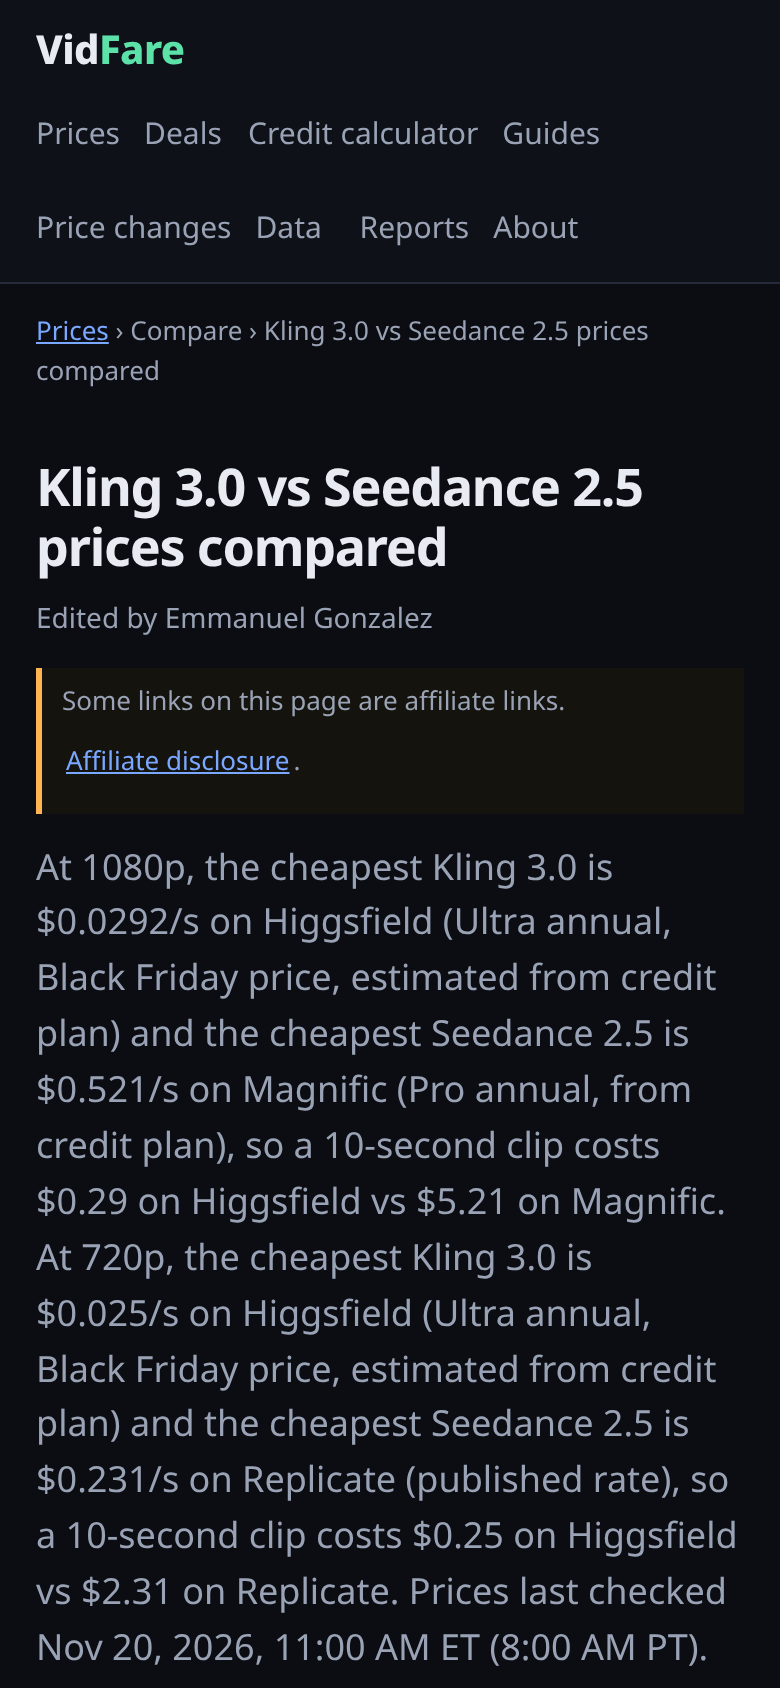 VidFare
Prices Deals Credit calculator Guides
Price changes Data Reports About
Prices › Compare › Kling 3.0 vs Seedance 2.5 prices
compared
Kling 3.0 vs Seedance 2.5
prices compared
Edited by Emmanuel Gonzalez
Some links on this page are affiliate links.
Affiliate disclosure.
At 1080p, the cheapest Kling 3.0 is
$0.0292/s on Higgsfield (Ultra annual,
Black Friday price, estimated from credit
plan) and the cheapest Seedance 2.5 is
$0.521/s on Magnific (Pro annual, from
credit plan), so a 10-second clip costs
$0.29 on Higgsfield vs $5.21 on Magnific.
At 720p, the cheapest Kling 3.0 is
$0.025/s on Higgsfield (Ultra annual,
Black Friday price, estimated from credit
plan) and the cheapest Seedance 2.5 is
$0.231/s on Replicate (published rate), so
a 10-second clip costs $0.25 on Higgsfield
vs $2.31 on Replicate. Prices last checked
Nov 20, 2026, 11:00 AM ET (8:00 AM PT).